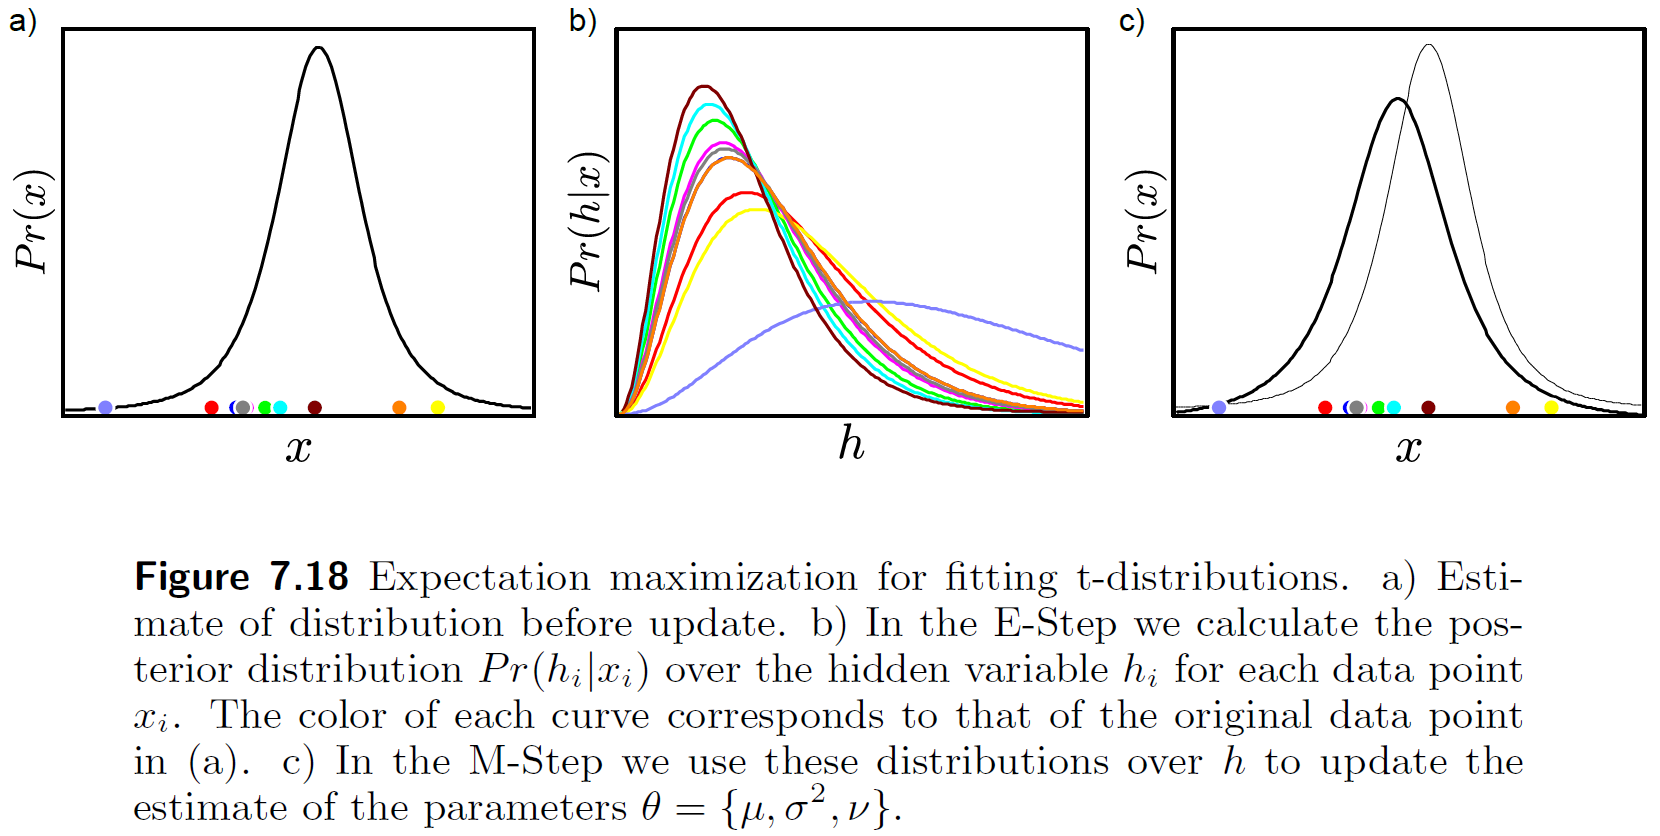 a)
b)
c)
Pr(x)
Pr(h|x)
Pr(x)
x
h
x
Figure 7.18 Expectation maximization for fitting t-distributions. a) Esti-
mate of distribution before update. b) In the E-Step we calculate the pos-
terior distribution Pr(hᵢ|xᵢ) over the hidden variable hᵢ for each data point
xᵢ. The color of each curve corresponds to that of the original data point
in (a). c) In the M-Step we use these distributions over h to update the
estimate of the parameters θ = {μ, σ², ν}.